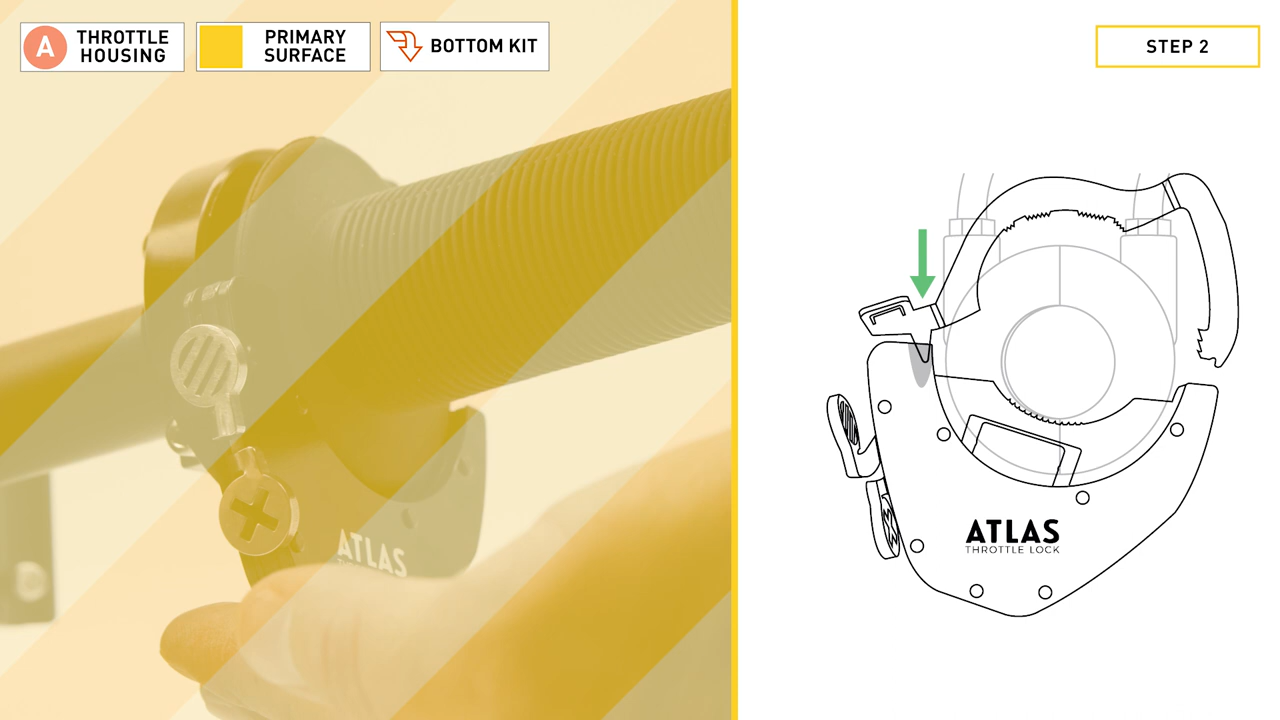 A
THROTTLE
HOUSING
PRIMARY
SURFACE
BOTTOM KIT
STEP 2
ATLAS
ATLAS
THROTTLE LOCK